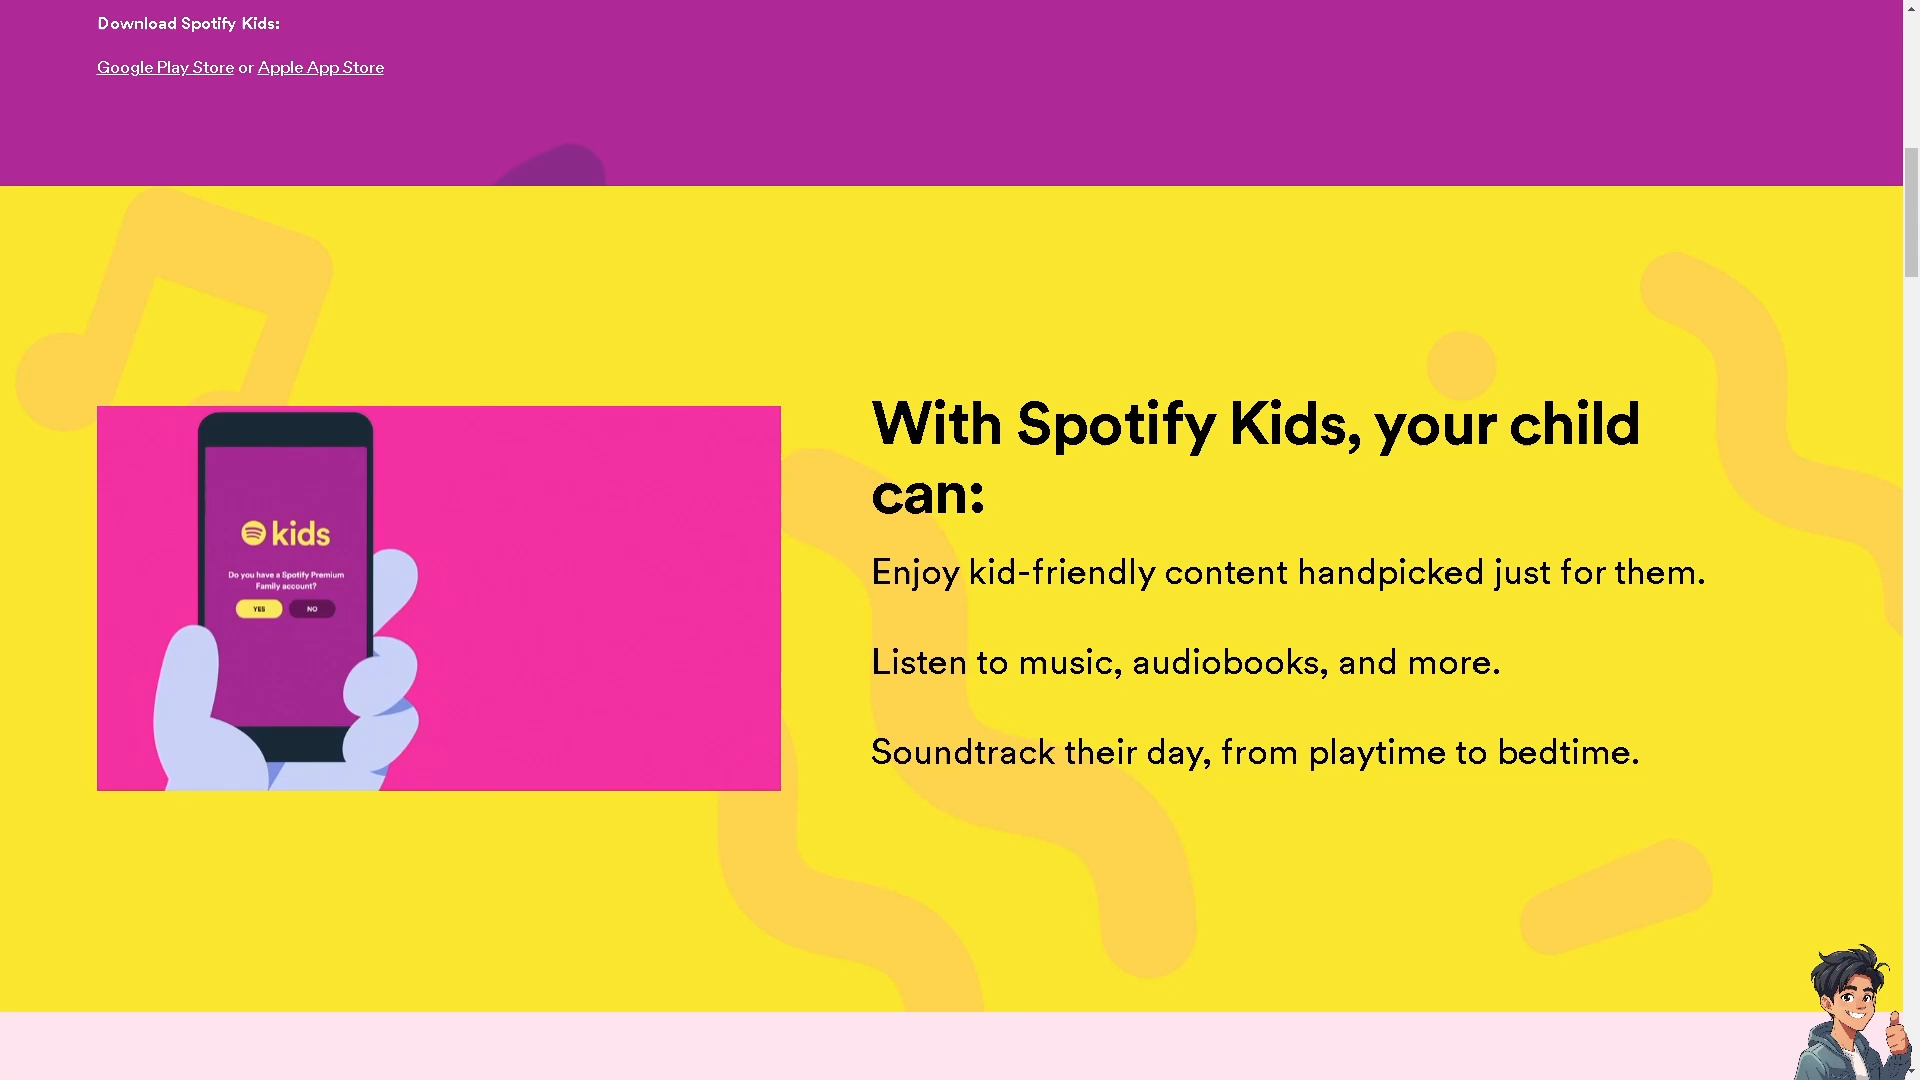 Download Spotify Kids:
Google Play Store or Apple App Store
With Spotify Kids, your child
can:
Enjoy kid-friendly content handpicked just for them.
Listen to music, audiobooks, and more.
Soundtrack their day, from playtime to bedtime.
kids
Do you have a Spotify Premium
Family account?
YES NO